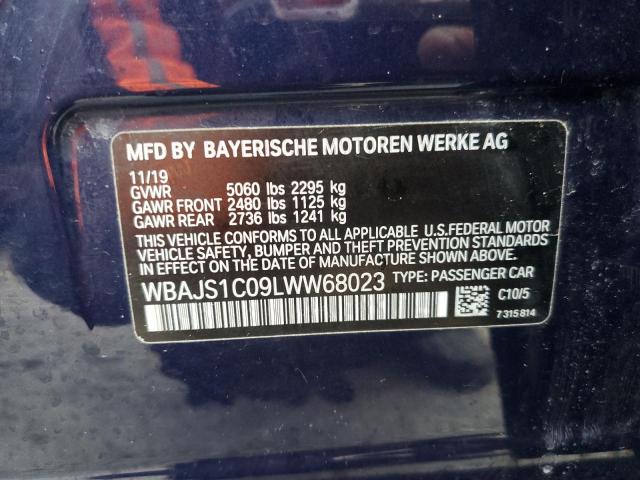 MFD BY BAYERISCHE MOTOREN WERKE AG
11/19
GVWR 5060 lbs 2295 kg
GAWR FRONT 2480 lbs 1125 kg
GAWR REAR 2736 lbs 1241 kg
THIS VEHICLE CONFORMS TO ALL APPLICABLE U.S.FEDERAL MOTOR
VEHICLE SAFETY, BUMPER AND THEFT PREVENTION STANDARDS
IN EFFECT ON THE DATE OF MANUFACTURE SHOWN ABOVE.
WBAJS1C09LWW68023 TYPE: PASSENGER CAR
C10/5
7315814